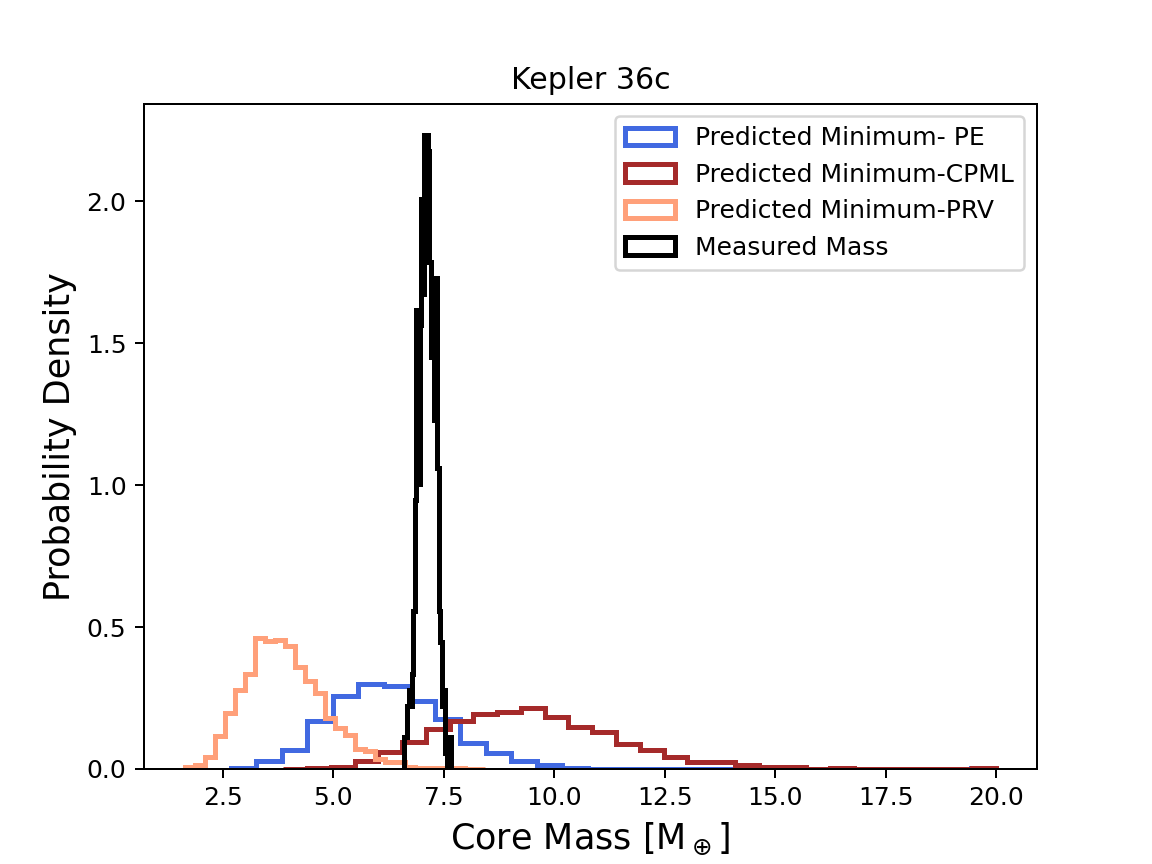 Kepler 36c
Predicted Minimum- PE
Predicted Minimum-CPML
Predicted Minimum-PRV
Measured Mass
Probability Density
2.0
1.5
1.0
0.5
0.0
2.5 5.0 7.5 10.0 12.5 15.0 17.5 20.0
Core Mass [M⊕]